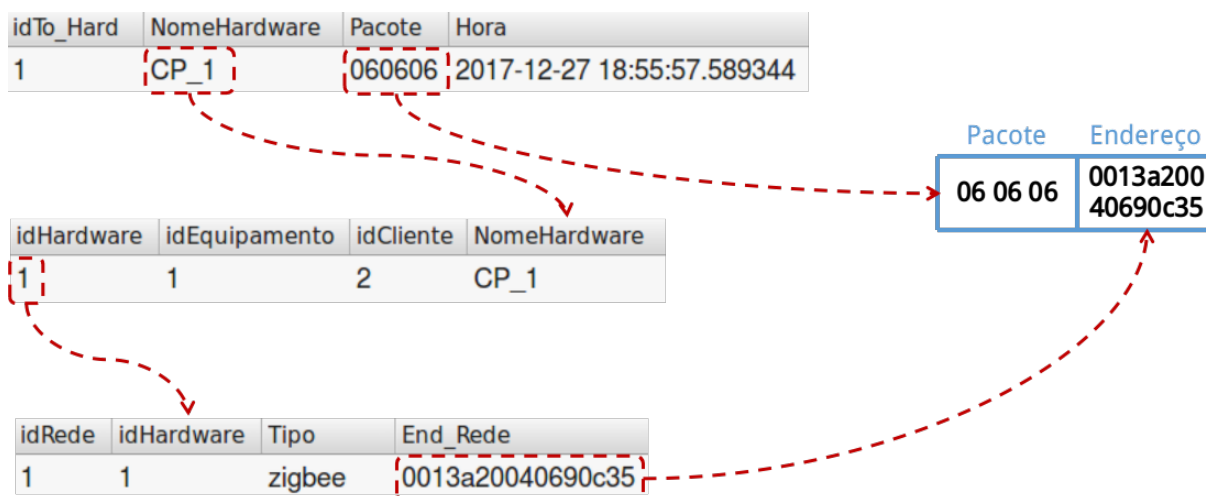 idTo_Hard NomeHardware Pacote Hora
1 CP_1 060606 2017-12-27 18:55:57.589344
Pacote Endereço
06 06 06 0013a200
40690c35
idHardware idEquipamento idCliente NomeHardware
1 1 2 CP_1
idRede idHardware Tipo End_Rede
1 1 zigbee 0013a20040690c35